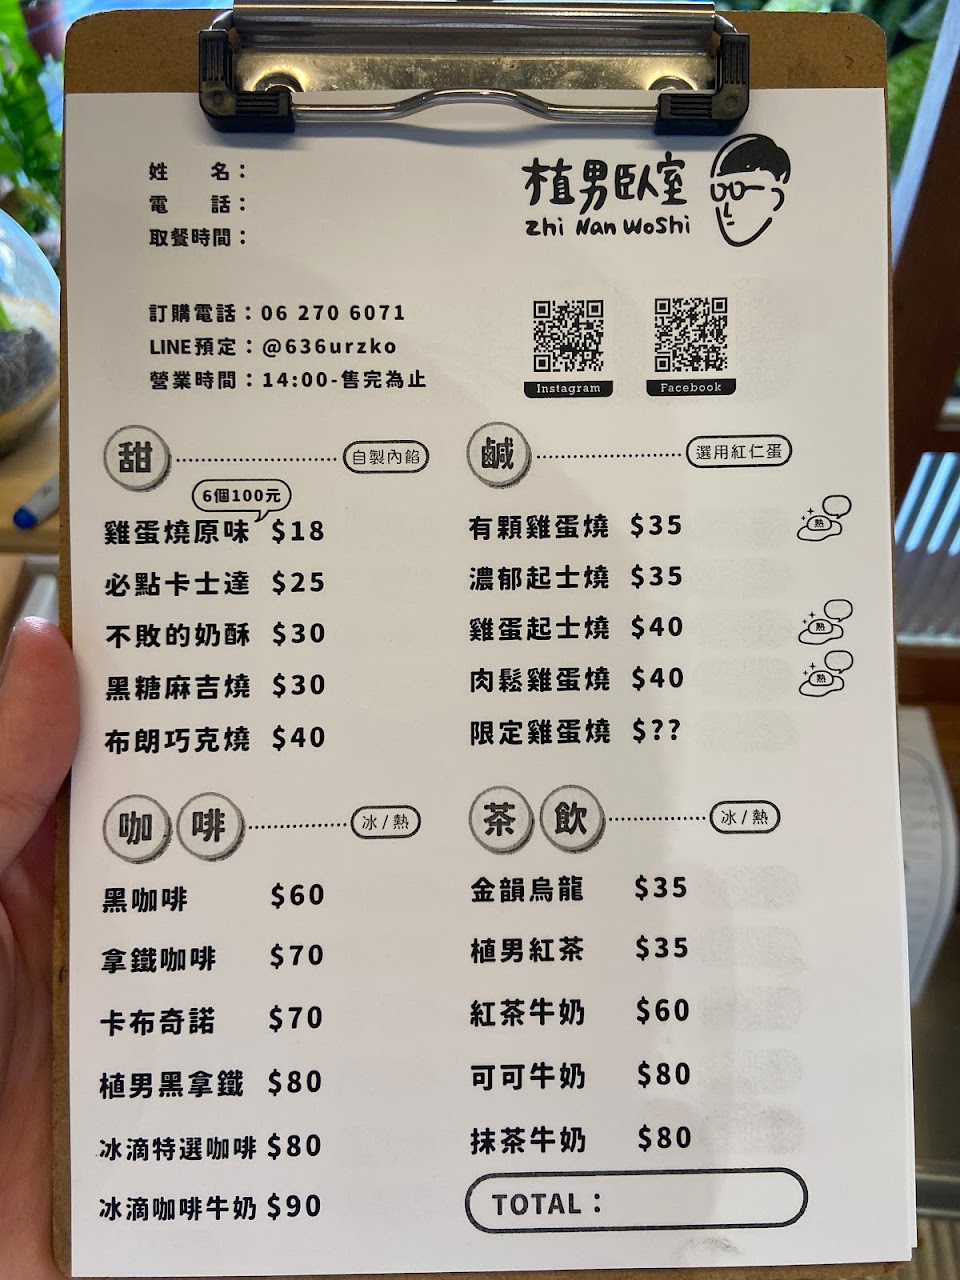 姓　　名：
電　　話：
取餐時間：
植男臥室
Zhi Nan WoShi
訂購電話：06 270 6071
LINE預定：@636urzko
營業時間：14:00-售完為止
Instagram
Facebook
甜 自製內餡
6個100元
雞蛋燒原味 $18
必點卡士達 $25
不敗的奶酥 $30
黑糖麻吉燒 $30
布朗巧克燒 $40
鹹 選用紅仁蛋
有顆雞蛋燒 $35 熱
濃郁起士燒 $35
雞蛋起士燒 $40 熱
肉鬆雞蛋燒 $40 熱
限定雞蛋燒 $??
咖啡 冰/熱
黑咖啡 $60
拿鐵咖啡 $70
卡布奇諾 $70
植男黑拿鐵 $80
冰滴特選咖啡 $80
冰滴咖啡牛奶 $90
茶飲 冰/熱
金韻烏龍 $35
植男紅茶 $35
紅茶牛奶 $60
可可牛奶 $80
抹茶牛奶 $80
TOTAL：